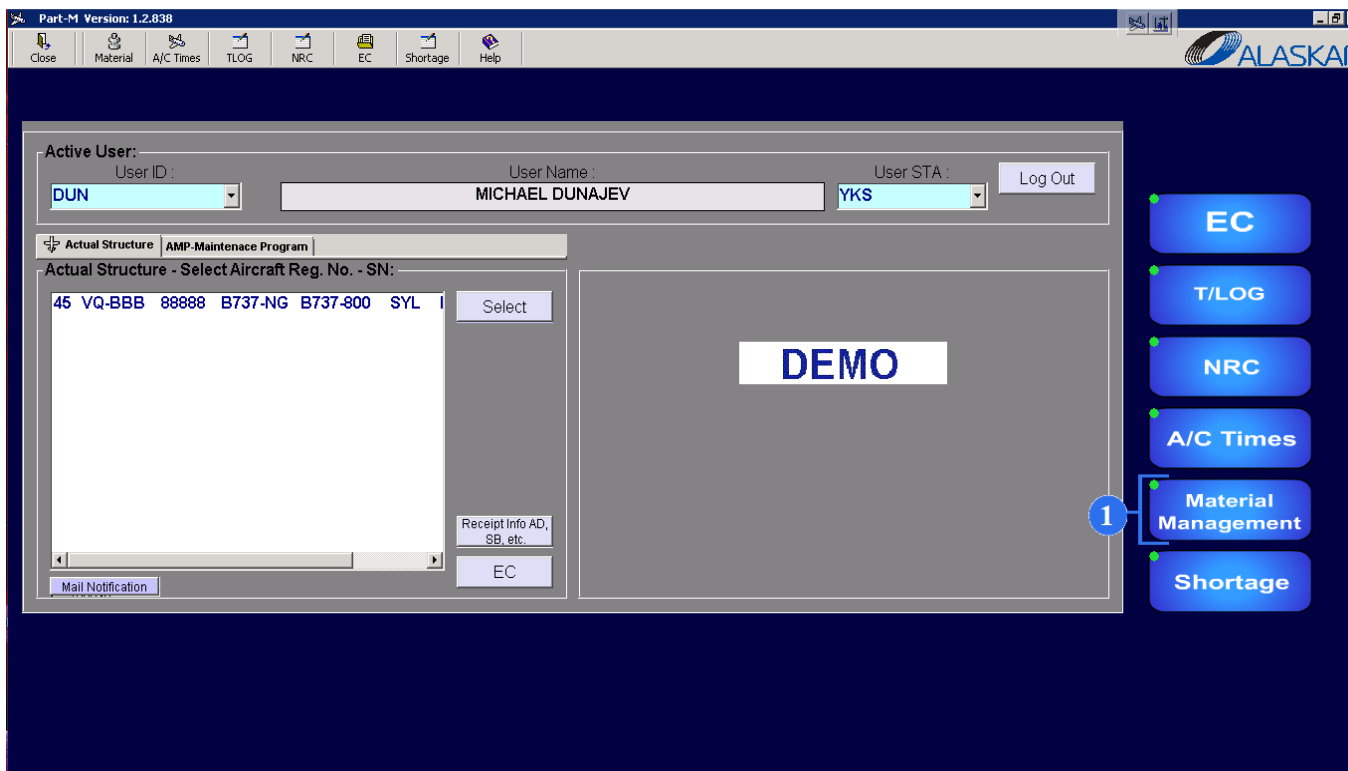 Part-M Version: 1.2.838
Close Material A/C Times TLOG NRC EC Shortage Help
ALASKAR
Active User:
User ID : User Name : User STA :
DUN MICHAEL DUNAJEV YKS Log Out
Actual Structure AMP-Maintenace Program
Actual Structure - Select Aircraft Reg. No. - SN:
45 VQ-BBB 88888 B737-NG B737-800 SYL
Select
DEMO
Receipt Info AD,
SB, etc.
EC
Mail Notification
EC
T/LOG
NRC
A/C Times
1
Material
Management
Shortage